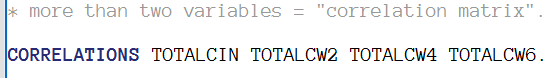 * more than two variables = "correlation matrix".
CORRELATIONS TOTALCIN TOTALCW2 TOTALCW4 TOTALCW6.